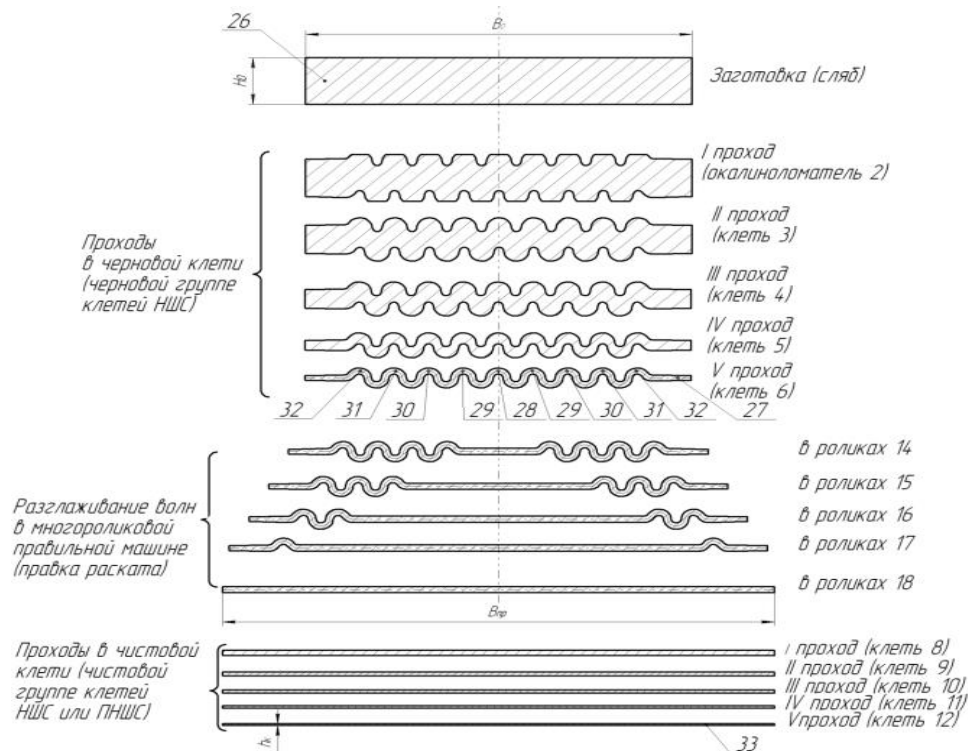 26
B₀
H₀
Заготовка (сляб)
I проход
(окалиноломатель 2)
II проход
(клеть 3)
Проходы
в черновой клети
(черновой группе
клетей НШС)
III проход
(клеть 4)
IV проход
(клеть 5)
V проход
(клеть 6)
32 31 30 29 28 29 30 31 32 27
в роликах 14
в роликах 15
Разглаживание волн
в многороликовой
правильной машине
(правка раската)
в роликах 16
в роликах 17
в роликах 18
Bпр
Проходы в чистовой
клети (чистовой
группе клетей
НШС или ПНШС)
I проход (клеть 8)
II проход (клеть 9)
III проход (клеть 10)
IV проход (клеть 11)
V проход (клеть 12)
hк
33